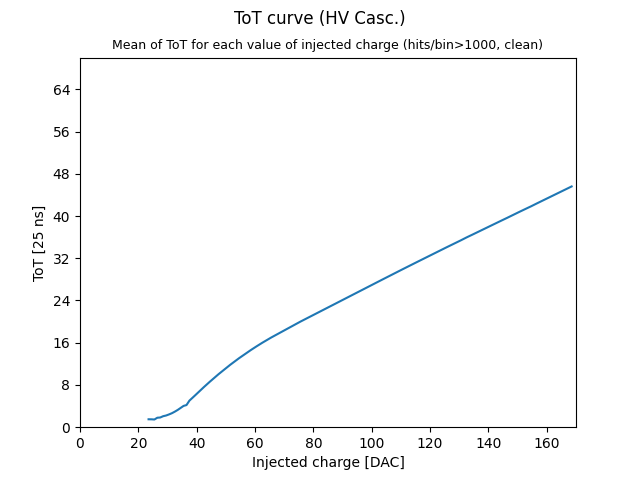 ToT curve (HV Casc.)
Mean of ToT for each value of injected charge (hits/bin>1000, clean)
64
56
48
40
32
24
16
8
0
ToT [25 ns]
0 20 40 60 80 100 120 140 160
Injected charge [DAC]